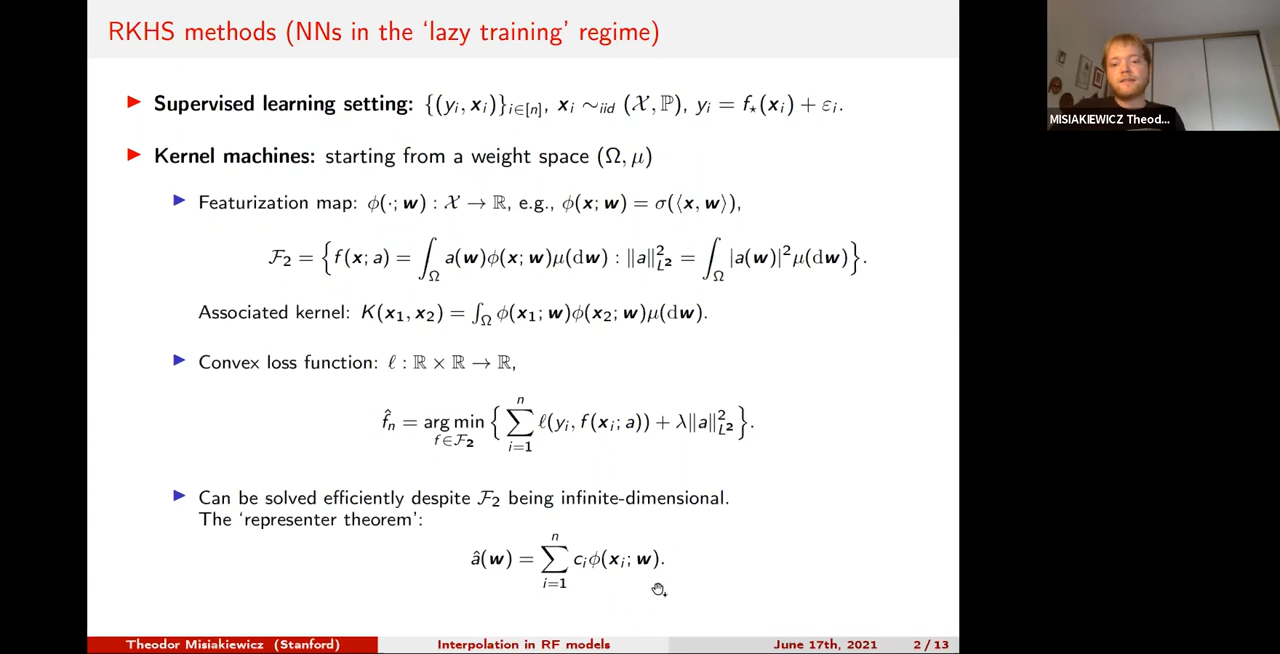 RKHS methods (NNs in the ‘lazy training’ regime)
MISIAKIEWICZ Theod...
▶ Supervised learning setting: {(yᵢ, xᵢ)}_{i∈[n]}, xᵢ ∼_{iid} (𝒳, ℙ), yᵢ = f⋆(xᵢ) + εᵢ.
▶ Kernel machines: starting from a weight space (Ω, μ)
▶ Featurization map: ϕ(·; w) : 𝒳 → ℝ, e.g., ϕ(x; w) = σ(⟨x, w⟩),
ℱ₂ = {f(x; a) = ∫_Ω a(w)ϕ(x; w)μ(dw) : ‖a‖²_{L²} = ∫_Ω |a(w)|²μ(dw)}.
Associated kernel: K(x₁, x₂) = ∫_Ω ϕ(x₁; w)ϕ(x₂; w)μ(dw).
▶ Convex loss function: ℓ : ℝ × ℝ → ℝ,
f̂ₙ = arg min_{f∈ℱ₂} {∑_{i=1}^{n} ℓ(yᵢ, f(xᵢ; a)) + λ‖a‖²_{L²}}.
▶ Can be solved efficiently despite ℱ₂ being infinite-dimensional.
The ‘representer theorem’:
â(w) = ∑_{i=1}^{n} cᵢϕ(xᵢ; w).
Theodor Misiakiewicz (Stanford) Interpolation in RF models June 17th, 2021 2 / 13